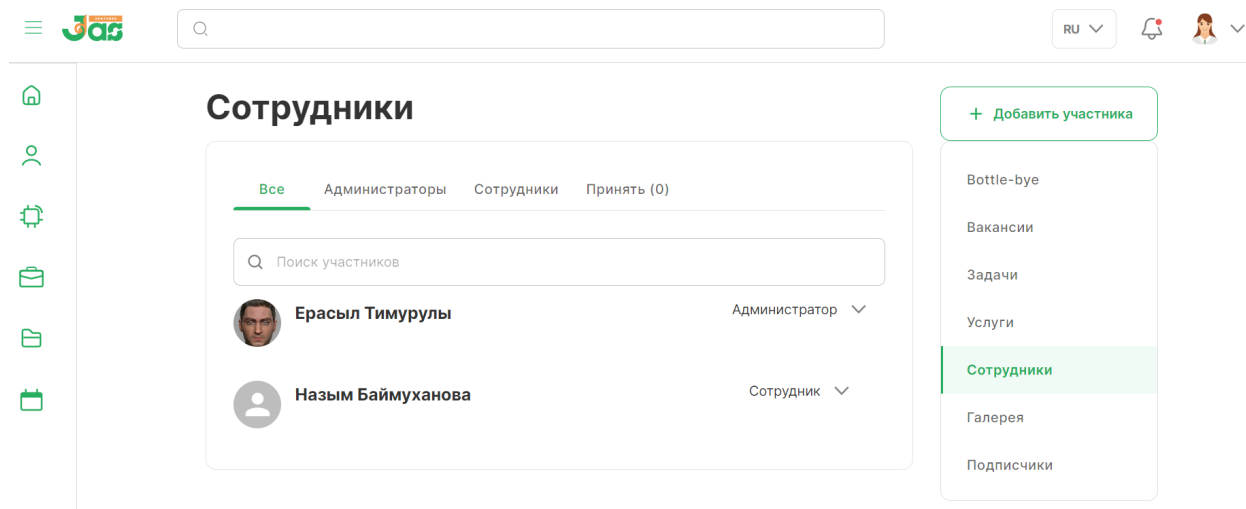 Jas
RU
Сотрудники
+ Добавить участника
Все Администраторы Сотрудники Принять (0)
Поиск участников
Ерасыл Тимурулы Администратор
Назым Баймуханова Сотрудник
Bottle-bye
Вакансии
Задачи
Услуги
Сотрудники
Галерея
Подписчики